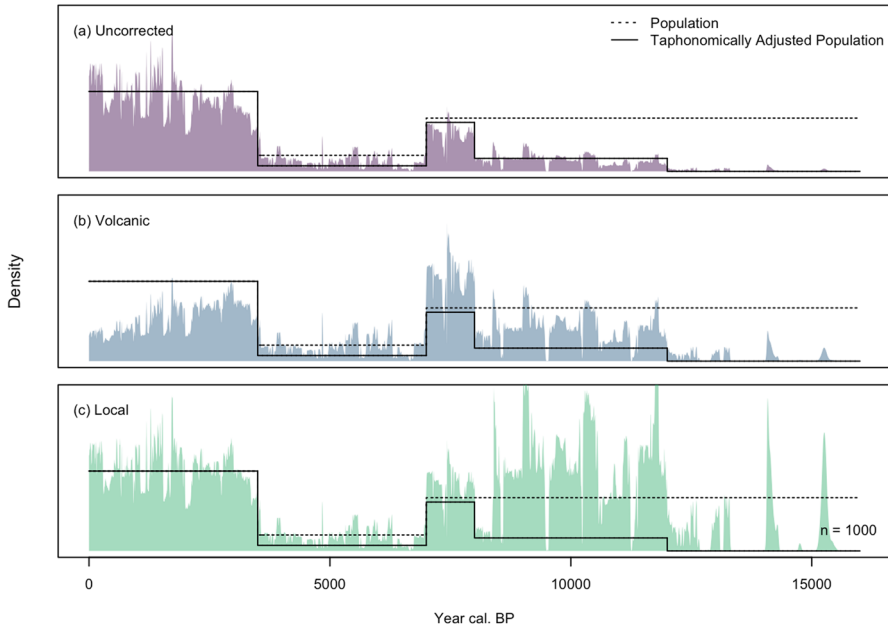 (a) Uncorrected
Population
Taphonomically Adjusted Population
(b) Volcanic
Density
(c) Local
n = 1000
0 5000 10000 15000
Year cal. BP